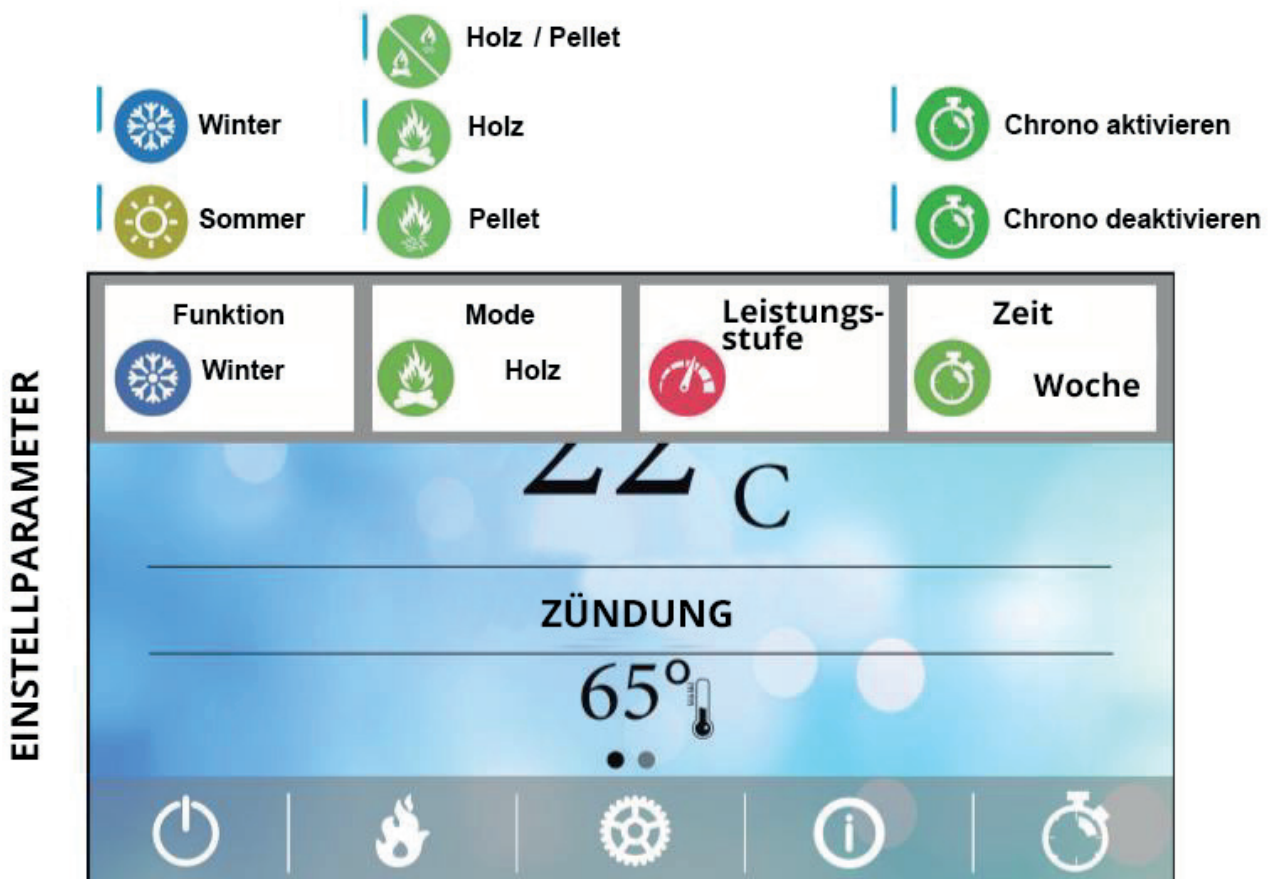 Holz / Pellet
Winter
Holz
Chrono aktivieren
Sommer
Pellet
Chrono deaktivieren
EINSTELLPARAMETER
Funktion
Winter
Mode
Holz
Leistungs-
stufe
Zeit
Woche
22 C
ZÜNDUNG
65°